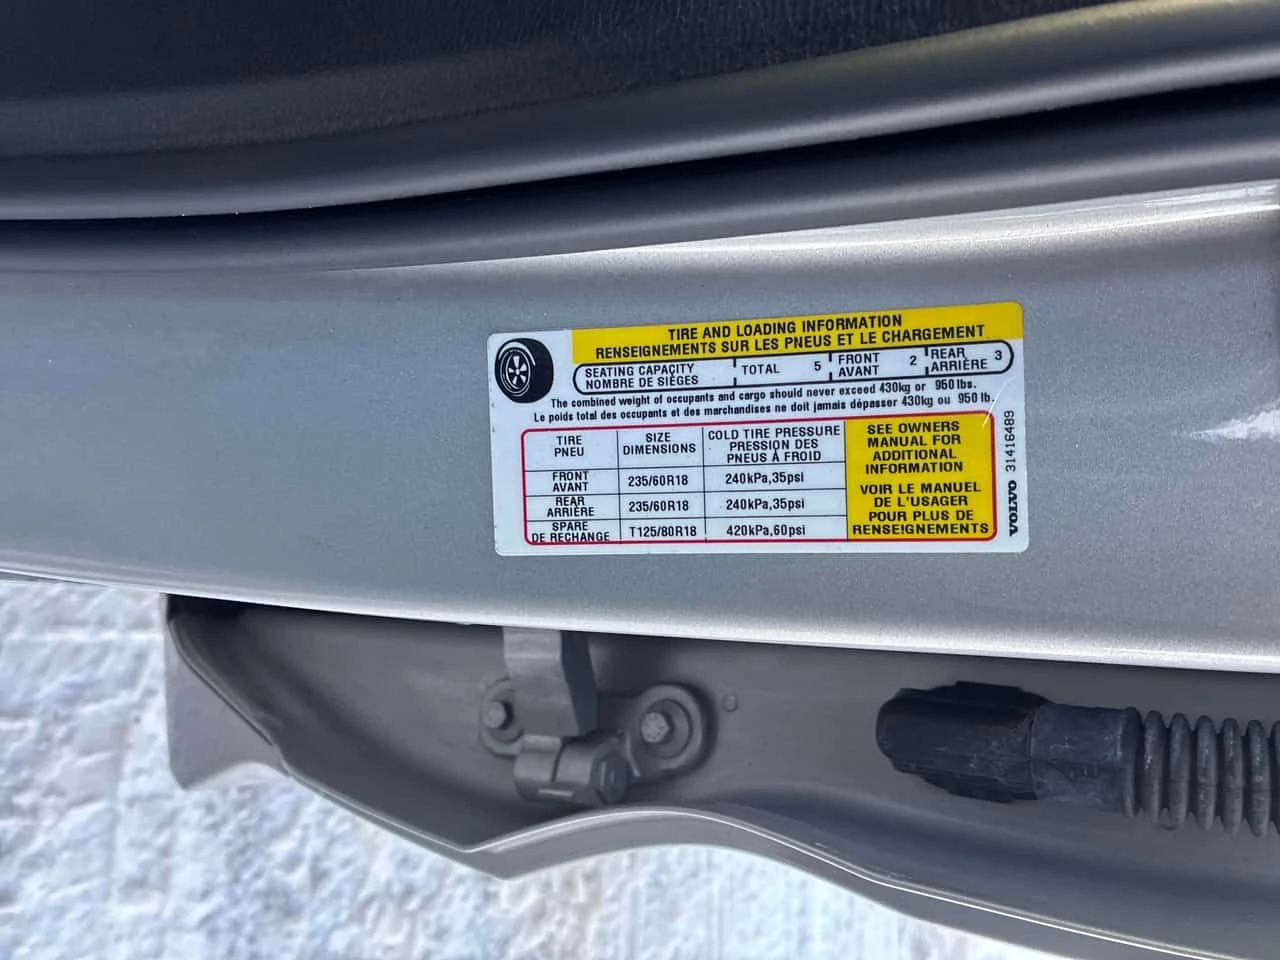 TIRE AND LOADING INFORMATION
RENSEIGNEMENTS SUR LES PNEUS ET LE CHARGEMENT
SEATING CAPACITY
NOMBRE DE SIÈGES
TOTAL 5
FRONT
AVANT 2
REAR
ARRIÈRE 3
The combined weight of occupants and cargo should never exceed 430kg or 950 lbs.
Le poids total des occupants et des marchandises ne doit jamais dépasser 430kg ou 950 lb.
TIRE
PNEU
SIZE
DIMENSIONS
COLD TIRE PRESSURE
PRESSION DES
PNEUS À FROID
FRONT
AVANT
235/60R18
240kPa,35psi
REAR
ARRIÈRE
235/60R18
240kPa,35psi
SPARE
DE RECHANGE
T125/80R18
420kPa,60psi
SEE OWNERS
MANUAL FOR
ADDITIONAL
INFORMATION
VOIR LE MANUEL
DE L'USAGER
POUR PLUS DE
RENSEIGNEMENTS
VOLVO 31416489